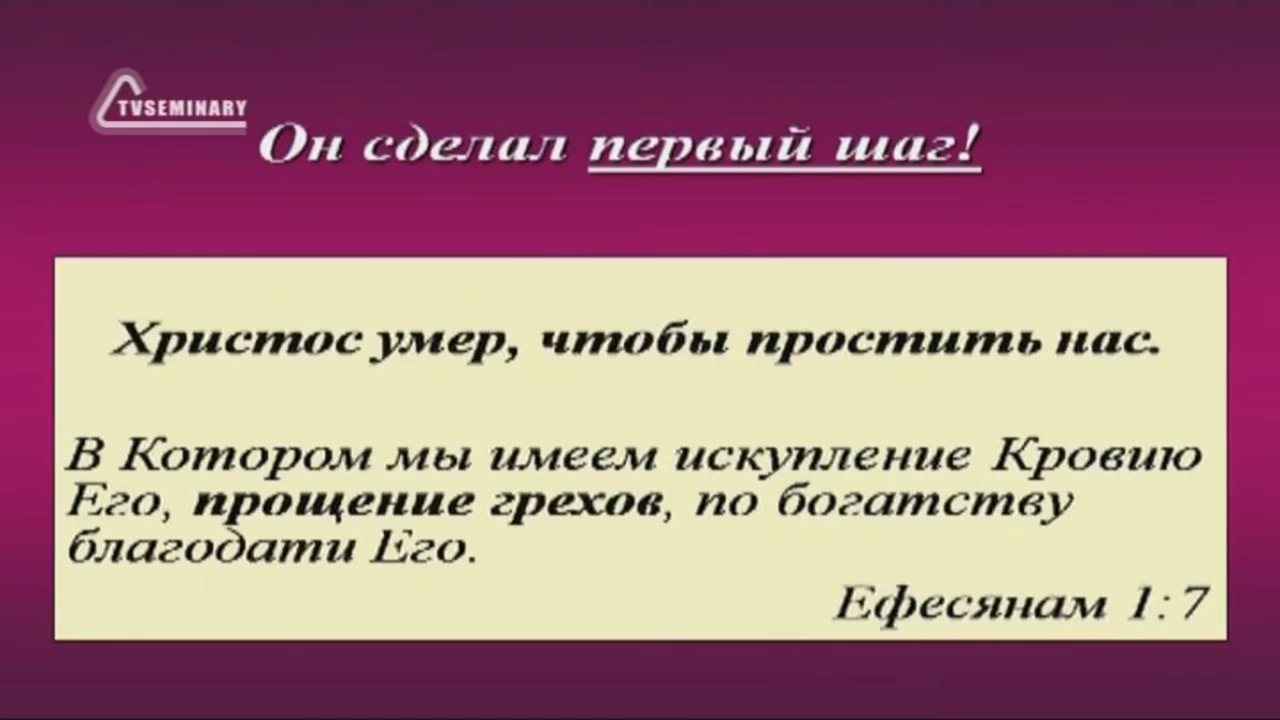 TVSEMINARY
Он сделал первый шаг!
Христос умер, чтобы простить нас.
В Котором мы имеем искупление Кровию
Его, прощение грехов, по богатству
благодати Его.
Ефесянам 1:7